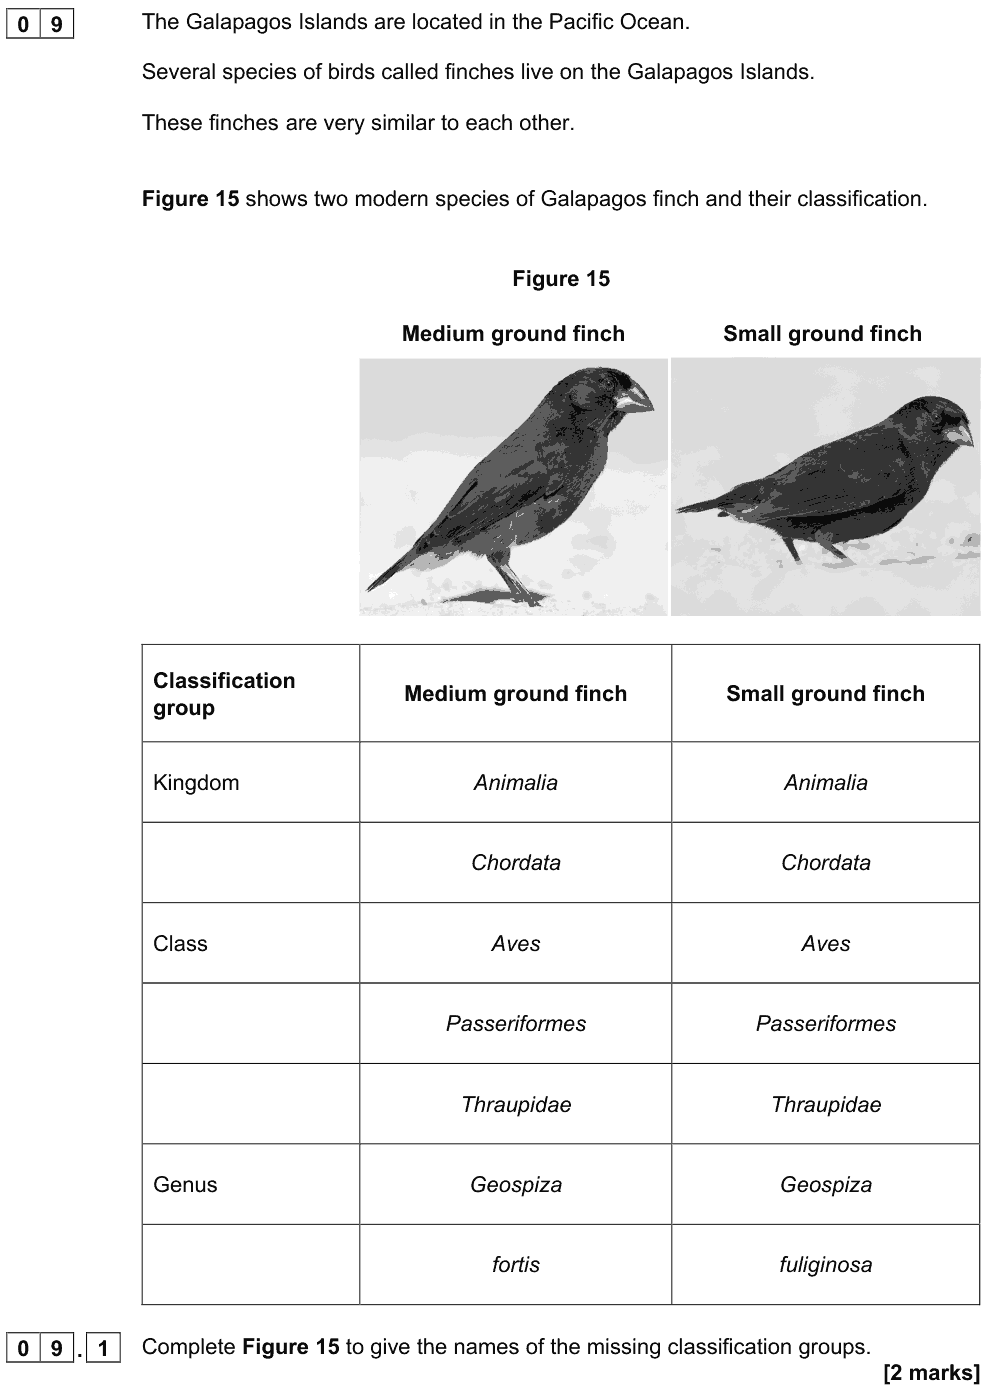 0 9 The Galapagos Islands are located in the Pacific Ocean.
Several species of birds called finches live on the Galapagos Islands.
These finches are very similar to each other.
Figure 15 shows two modern species of Galapagos finch and their classification.
Figure 15
Medium ground finch Small ground finch
Classification group Medium ground finch Small ground finch
Kingdom Animalia Animalia
Chordata Chordata
Class Aves Aves
Passeriformes Passeriformes
Thraupidae Thraupidae
Genus Geospiza Geospiza
fortis fuliginosa
0 9 . 1 Complete Figure 15 to give the names of the missing classification groups.
[2 marks]